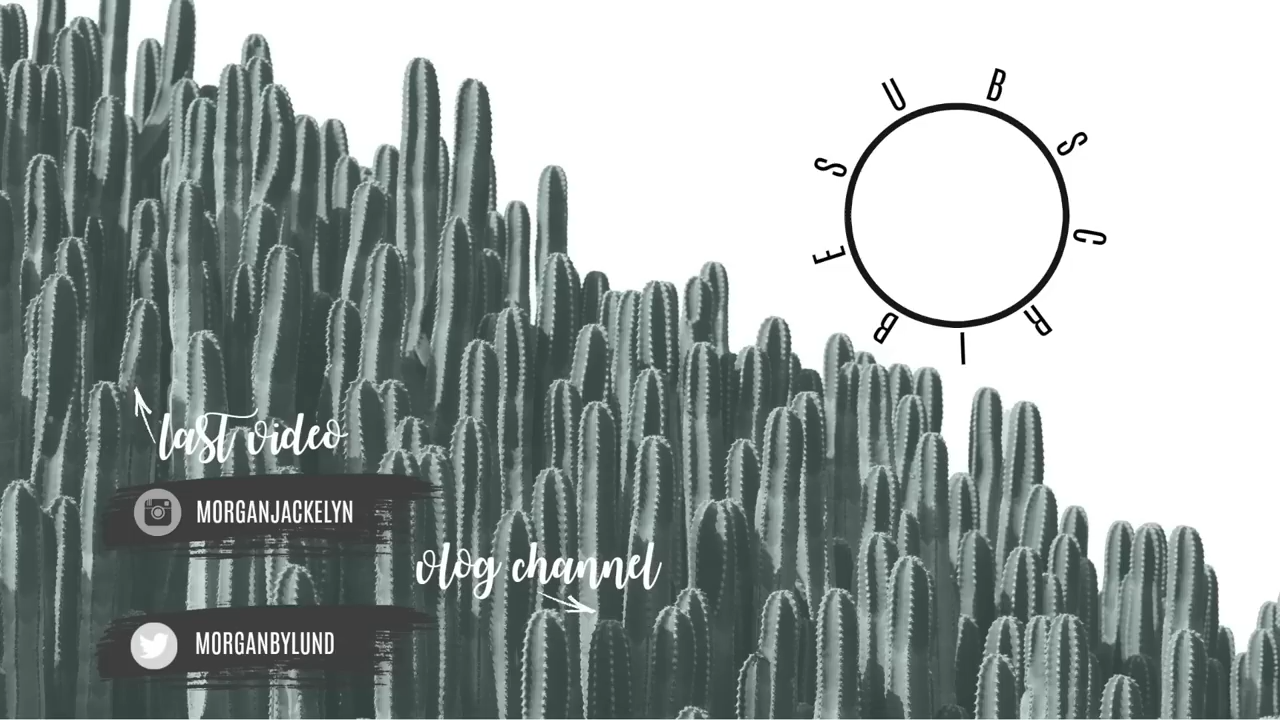 SUBSCRIBE
last video
MORGANJACKELYN
vlog channel
MORGANBYLUND